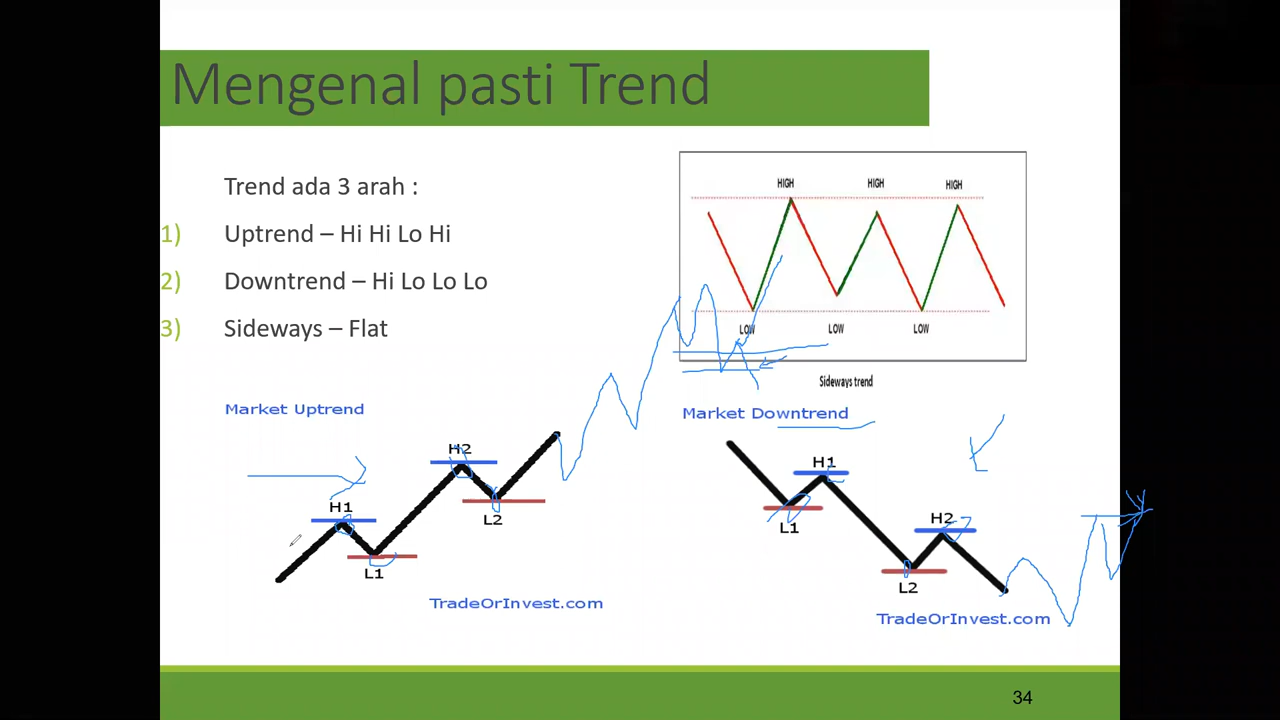 Mengenal pasti Trend
Trend ada 3 arah :
1) Uptrend – Hi Hi Lo Hi
2) Downtrend – Hi Lo Lo Lo
3) Sideways – Flat
HIGH HIGH HIGH
LOW LOW LOW
Sideways trend
Market Uptrend
H2
H1
L2
L1
TradeOrInvest.com
Market Downtrend
H1
L1
H2
L2
TradeOrInvest.com
34